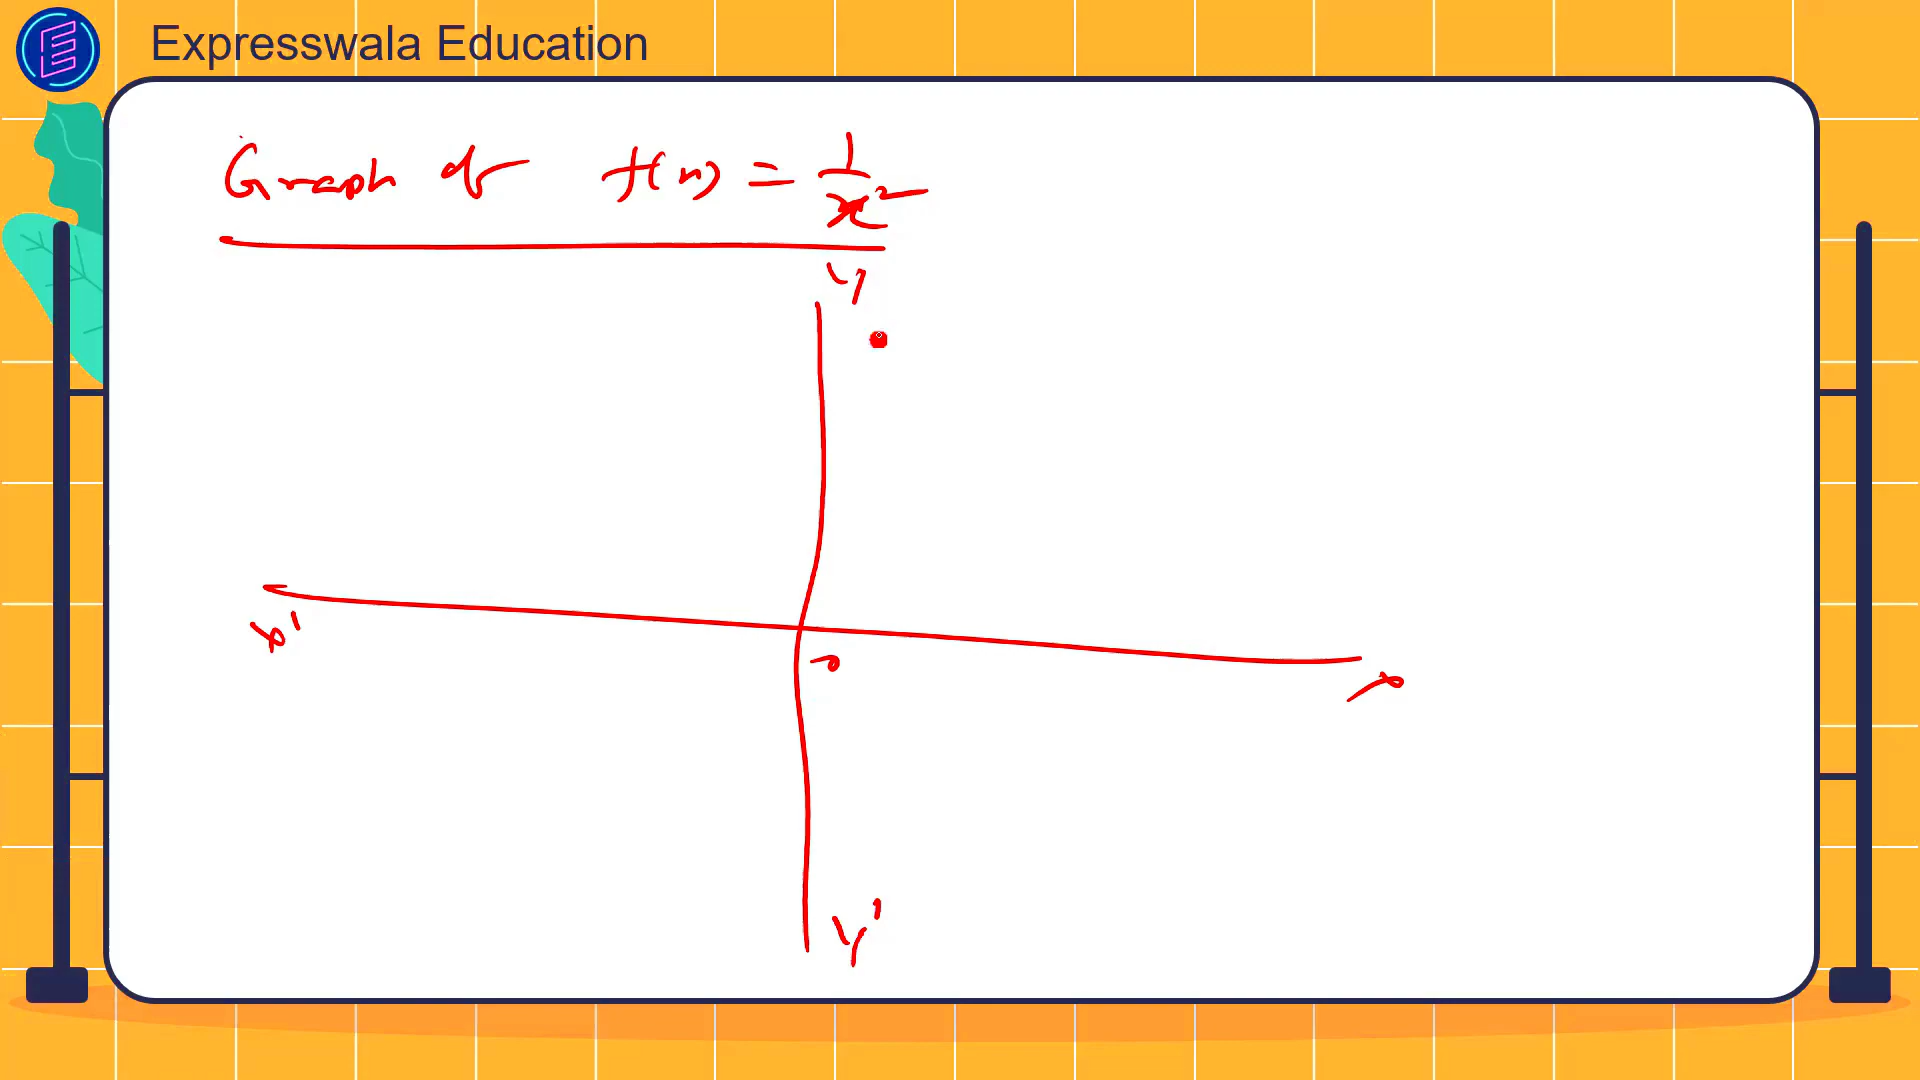 Expresswala Education
Graph of f(x) = 1/x²
y
x'
o
x
y'